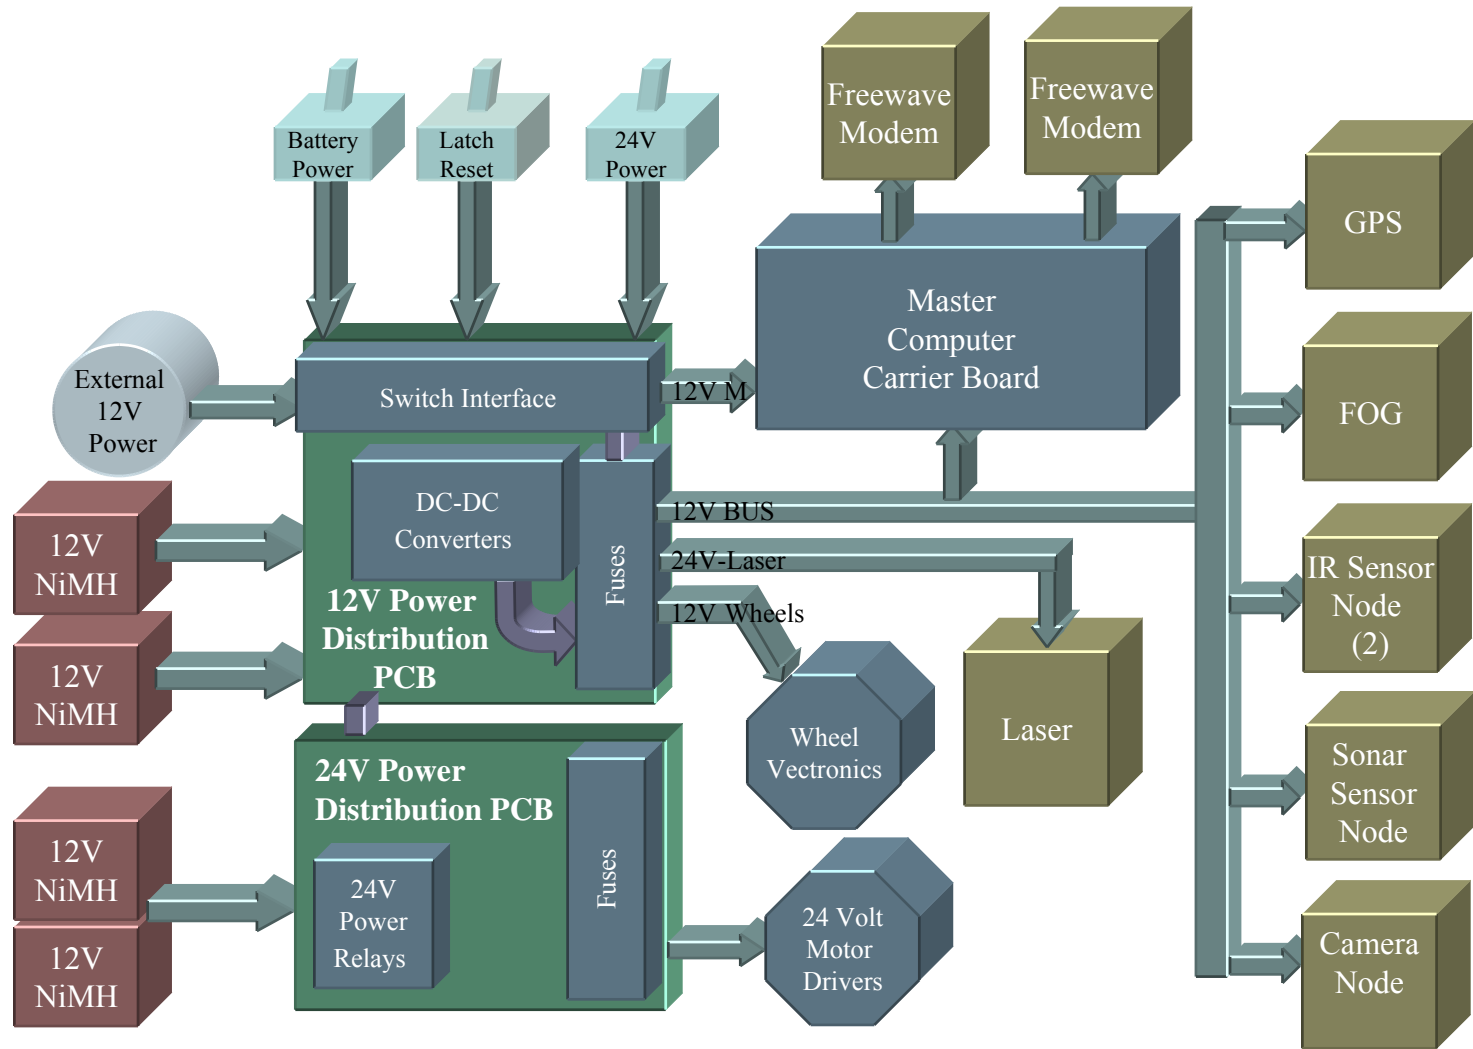 Battery
Power
Latch
Reset
24V
Power
Freewave
Modem
Freewave
Modem
GPS
External
12V
Power
Switch Interface
12V M
Master
Computer
Carrier Board
FOG
12V
NiMH
DC-DC
Converters
Fuses
12V BUS
24V-Laser
12V Wheels
IR Sensor
Node
(2)
12V Power
Distribution
PCB
12V
NiMH
Wheel
Vectronics
Laser
Sonar
Sensor
Node
24V Power
Distribution PCB
12V
NiMH
12V
NiMH
24V
Power
Relays
Fuses
24 Volt
Motor
Drivers
Camera
Node